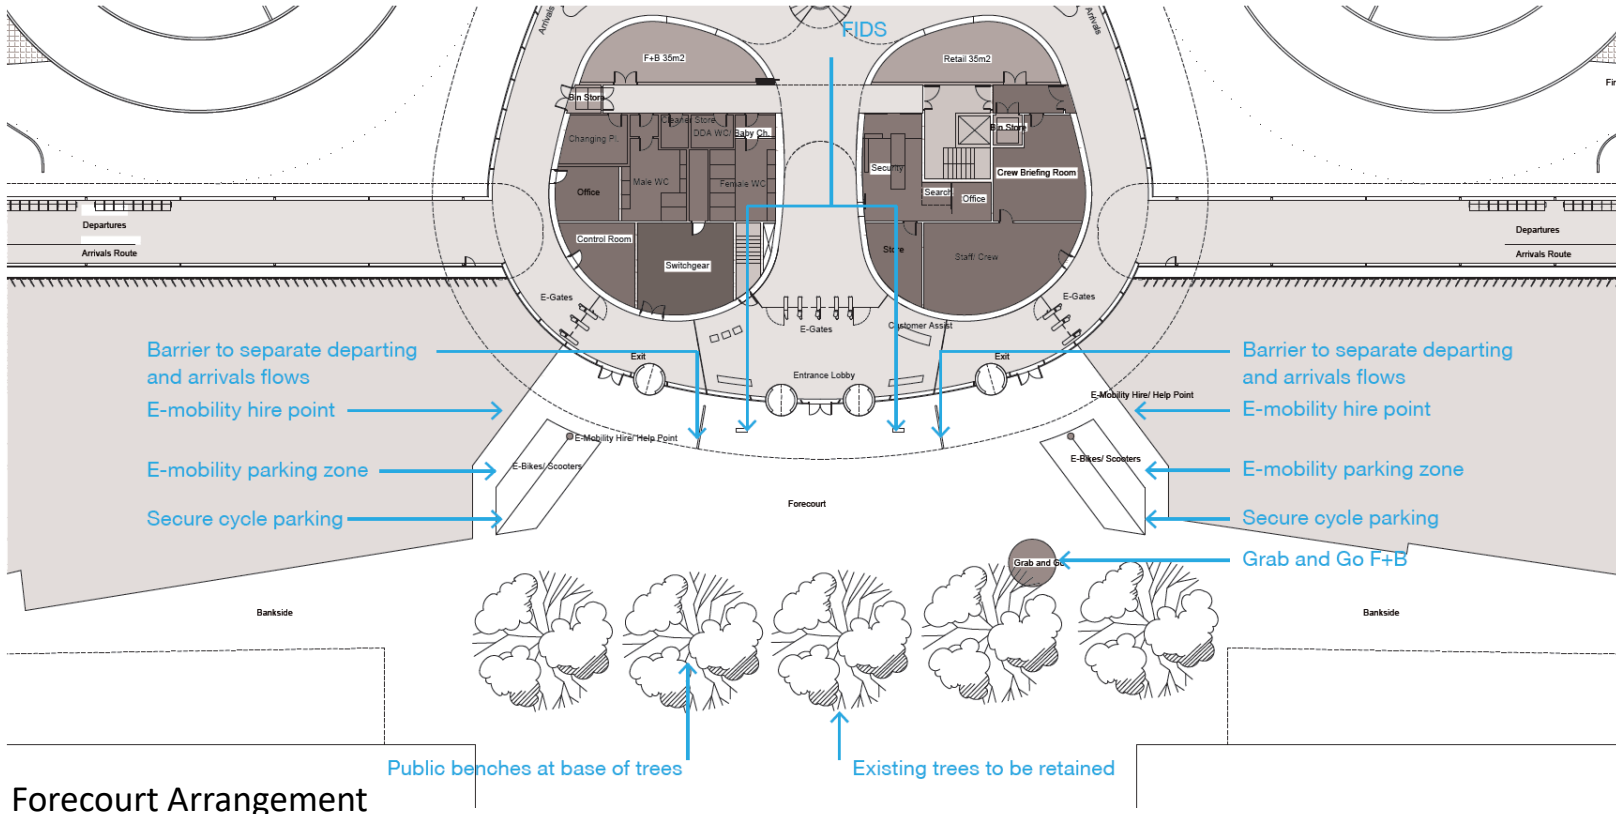 Arrivals
FIDS
Arrivals
F+B 35m2
Retail 35m2
Bin Store
Cleaner Store
Changing Pl.
DDA WC/ Baby Ch.
Bin Store
Security
Crew Briefing Room
Office
Male WC
Female WC
Search
Office
Departures
Arrivals Route
Departures
Arrivals Route
Control Room
Switchgear
Store
Staff/ Crew
E-Gates
E-Gates
E-Gates
Customer Assist
Exit
Exit
Entrance Lobby
Barrier to separate departing
and arrivals flows
E-mobility hire point
E-mobility parking zone
Secure cycle parking
Barrier to separate departing
and arrivals flows
E-Mobility Hire/ Help Point
E-mobility hire point
E-mobility parking zone
Secure cycle parking
E-Mobility Hire/ Help Point
E-Bikes/ Scooters
E-Bikes/ Scooters
Forecourt
Grab and Go
Grab and Go F+B
Bankside
Bankside
Public benches at base of trees
Existing trees to be retained
Forecourt Arrangement